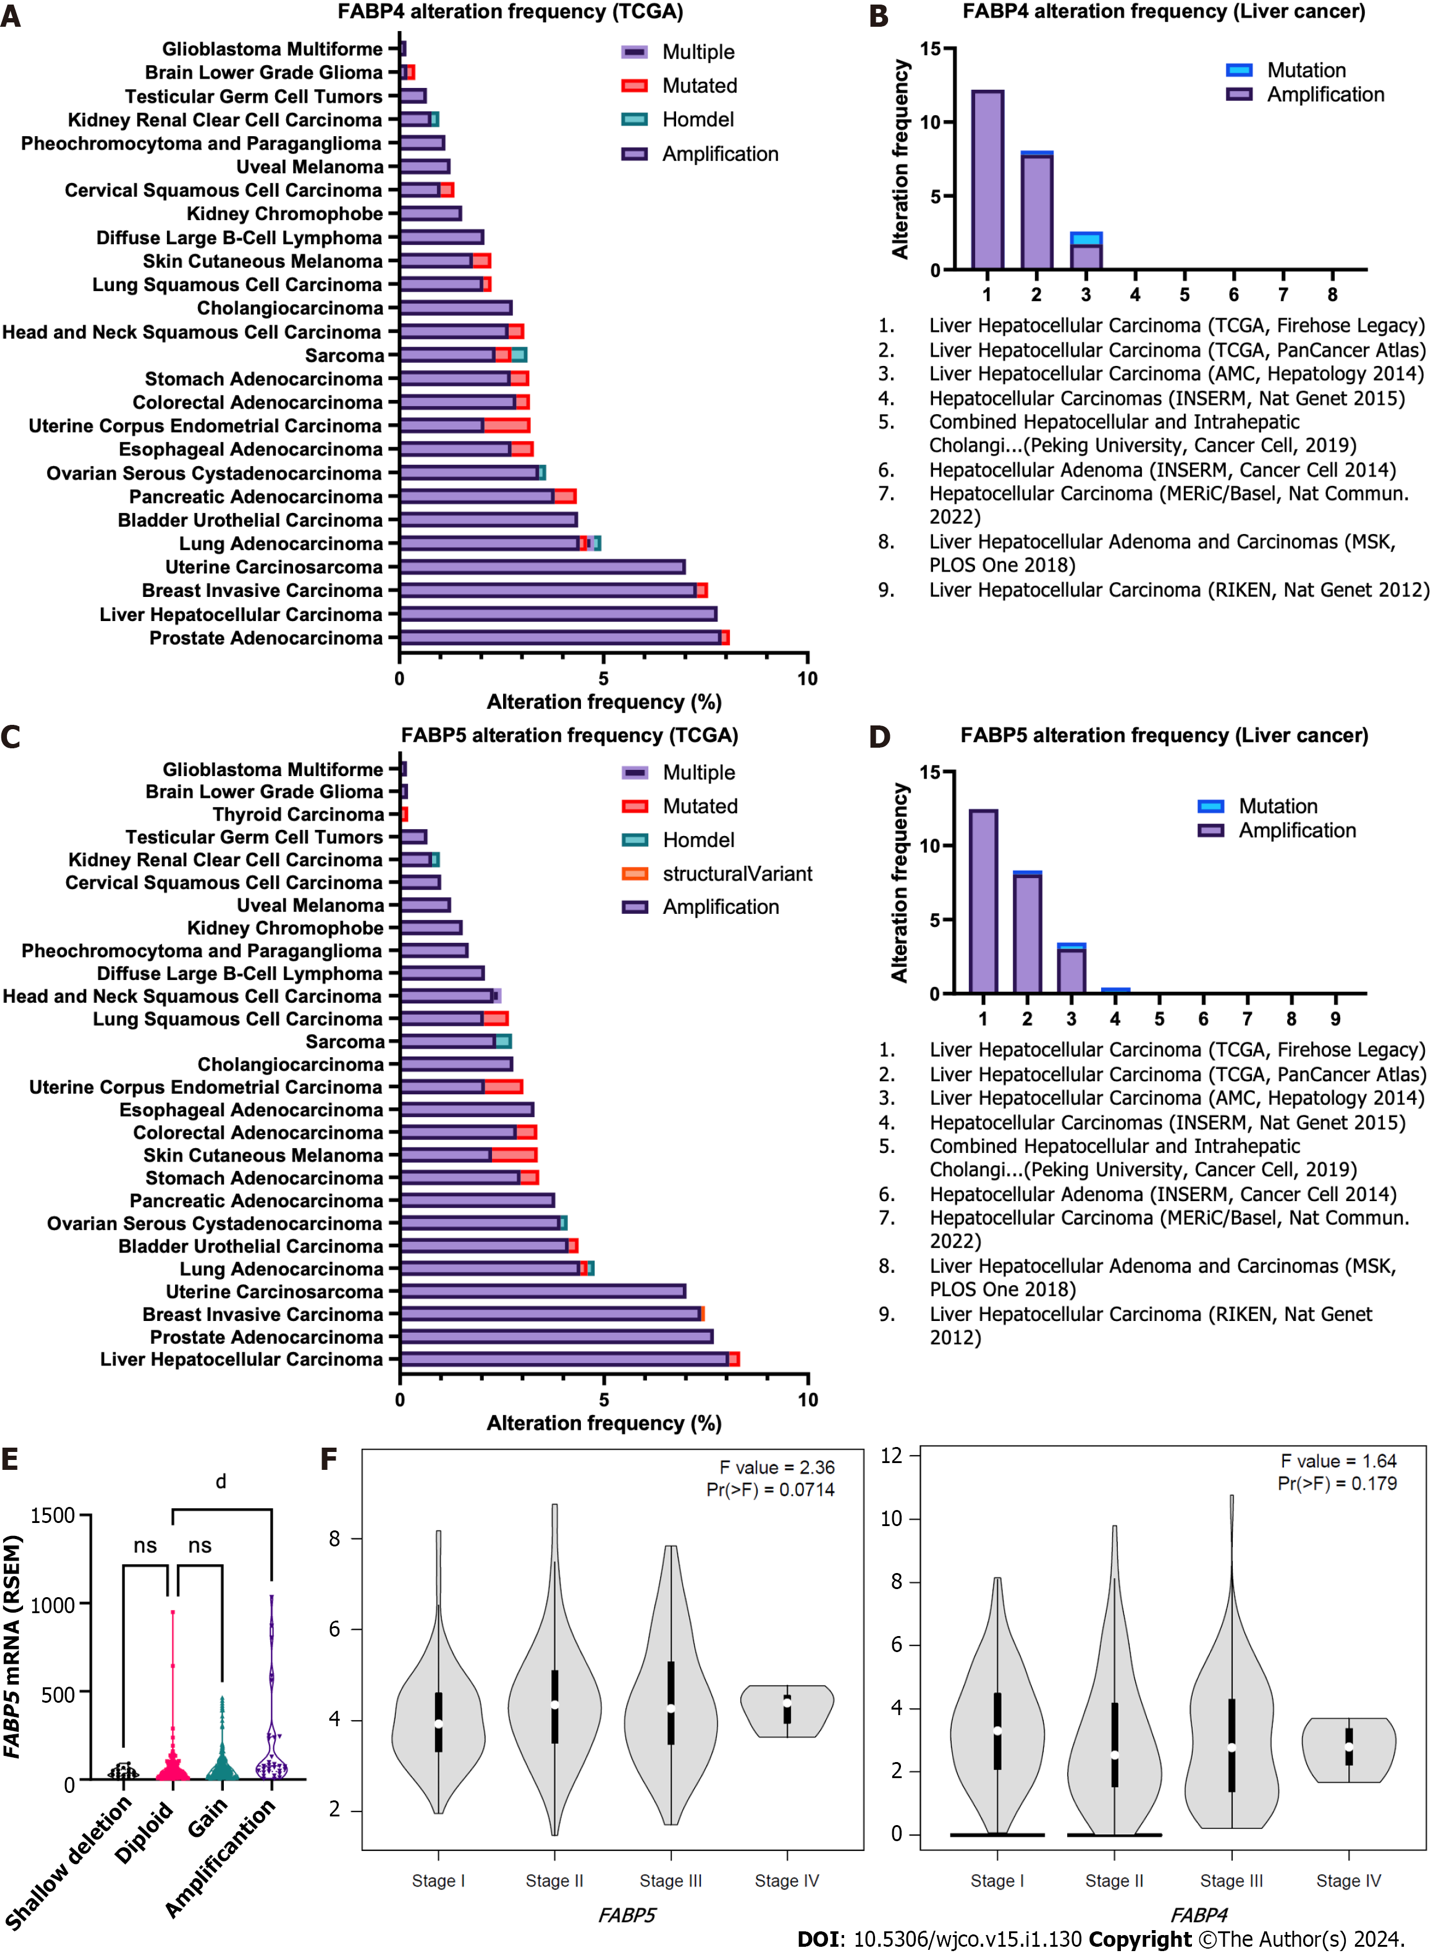 A
FABP4 alteration frequency (TCGA)
Glioblastoma Multiforme
Brain Lower Grade Glioma
Testicular Germ Cell Tumors
Kidney Renal Clear Cell Carcinoma
Pheochromocytoma and Paraganglioma
Uveal Melanoma
Cervical Squamous Cell Carcinoma
Kidney Chromophobe
Diffuse Large B-Cell Lymphoma
Skin Cutaneous Melanoma
Lung Squamous Cell Carcinoma
Cholangiocarcinoma
Head and Neck Squamous Cell Carcinoma
Sarcoma
Stomach Adenocarcinoma
Colorectal Adenocarcinoma
Uterine Corpus Endometrial Carcinoma
Esophageal Adenocarcinoma
Ovarian Serous Cystadenocarcinoma
Pancreatic Adenocarcinoma
Bladder Urothelial Carcinoma
Lung Adenocarcinoma
Uterine Carcinosarcoma
Breast Invasive Carcinoma
Liver Hepatocellular Carcinoma
Prostate Adenocarcinoma
Multiple
Mutated
Homdel
Amplification
0 5 10
Alteration frequency (%)
B
FABP4 alteration frequency (Liver cancer)
Alteration frequency
15
10
5
0
Mutation
Amplification
1 2 3 4 5 6 7 8
1. Liver Hepatocellular Carcinoma (TCGA, Firehose Legacy)
2. Liver Hepatocellular Carcinoma (TCGA, PanCancer Atlas)
3. Liver Hepatocellular Carcinoma (AMC, Hepatology 2014)
4. Hepatocellular Carcinomas (INSERM, Nat Genet 2015)
5. Combined Hepatocellular and Intrahepatic
Cholangi...(Peking University, Cancer Cell, 2019)
6. Hepatocellular Adenoma (INSERM, Cancer Cell 2014)
7. Hepatocellular Carcinoma (MERiC/Basel, Nat Commun.
2022)
8. Liver Hepatocellular Adenoma and Carcinomas (MSK,
PLOS One 2018)
9. Liver Hepatocellular Carcinoma (RIKEN, Nat Genet 2012)
C
FABP5 alteration frequency (TCGA)
Glioblastoma Multiforme
Brain Lower Grade Glioma
Thyroid Carcinoma
Testicular Germ Cell Tumors
Kidney Renal Clear Cell Carcinoma
Cervical Squamous Cell Carcinoma
Uveal Melanoma
Kidney Chromophobe
Pheochromocytoma and Paraganglioma
Diffuse Large B-Cell Lymphoma
Head and Neck Squamous Cell Carcinoma
Lung Squamous Cell Carcinoma
Sarcoma
Cholangiocarcinoma
Uterine Corpus Endometrial Carcinoma
Esophageal Adenocarcinoma
Colorectal Adenocarcinoma
Skin Cutaneous Melanoma
Stomach Adenocarcinoma
Pancreatic Adenocarcinoma
Ovarian Serous Cystadenocarcinoma
Bladder Urothelial Carcinoma
Lung Adenocarcinoma
Uterine Carcinosarcoma
Breast Invasive Carcinoma
Prostate Adenocarcinoma
Liver Hepatocellular Carcinoma
Multiple
Mutated
Homdel
structuralVariant
Amplification
0 5 10
Alteration frequency (%)
D
FABP5 alteration frequency (Liver cancer)
Alteration frequency
15
10
5
0
Mutation
Amplification
1 2 3 4 5 6 7 8 9
1. Liver Hepatocellular Carcinoma (TCGA, Firehose Legacy)
2. Liver Hepatocellular Carcinoma (TCGA, PanCancer Atlas)
3. Liver Hepatocellular Carcinoma (AMC, Hepatology 2014)
4. Hepatocellular Carcinomas (INSERM, Nat Genet 2015)
5. Combined Hepatocellular and Intrahepatic
Cholangi...(Peking University, Cancer Cell, 2019)
6. Hepatocellular Adenoma (INSERM, Cancer Cell 2014)
7. Hepatocellular Carcinoma (MERiC/Basel, Nat Commun.
2022)
8. Liver Hepatocellular Adenoma and Carcinomas (MSK,
PLOS One 2018)
9. Liver Hepatocellular Carcinoma (RIKEN, Nat Genet
2012)
E
FABP5 mRNA (RSEM)
1500
1000
500
0
d
ns ns
Shallow deletion
Diploid
Gain
Amplificantion
F
F value = 2.36
Pr(>F) = 0.0714
8
6
4
2
Stage I Stage II Stage III Stage IV
FABP5
F value = 1.64
Pr(>F) = 0.179
12
10
8
6
4
2
0
Stage I Stage II Stage III Stage IV
FABP4
DOI: 10.5306/wjco.v15.i1.130 Copyright ©The Author(s) 2024.